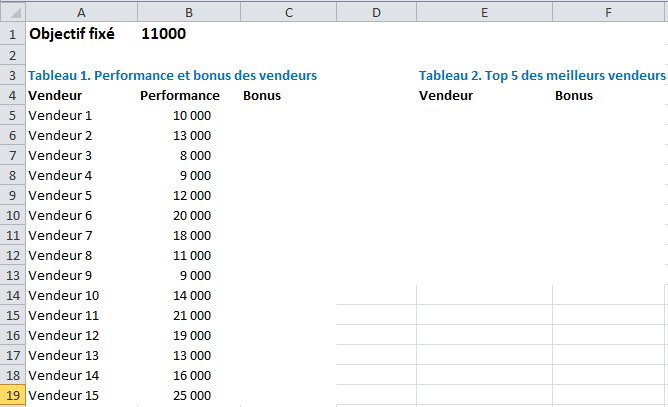 A B C D E F
1 Objectif fixé 11000
2
3 Tableau 1. Performance et bonus des vendeurs Tableau 2. Top 5 des meilleurs vendeurs
4 Vendeur Performance Bonus Vendeur Bonus
5 Vendeur 1 10 000
6 Vendeur 2 13 000
7 Vendeur 3 8 000
8 Vendeur 4 9 000
9 Vendeur 5 12 000
10 Vendeur 6 20 000
11 Vendeur 7 18 000
12 Vendeur 8 11 000
13 Vendeur 9 9 000
14 Vendeur 10 14 000
15 Vendeur 11 21 000
16 Vendeur 12 19 000
17 Vendeur 13 13 000
18 Vendeur 14 16 000
19 Vendeur 15 25 000